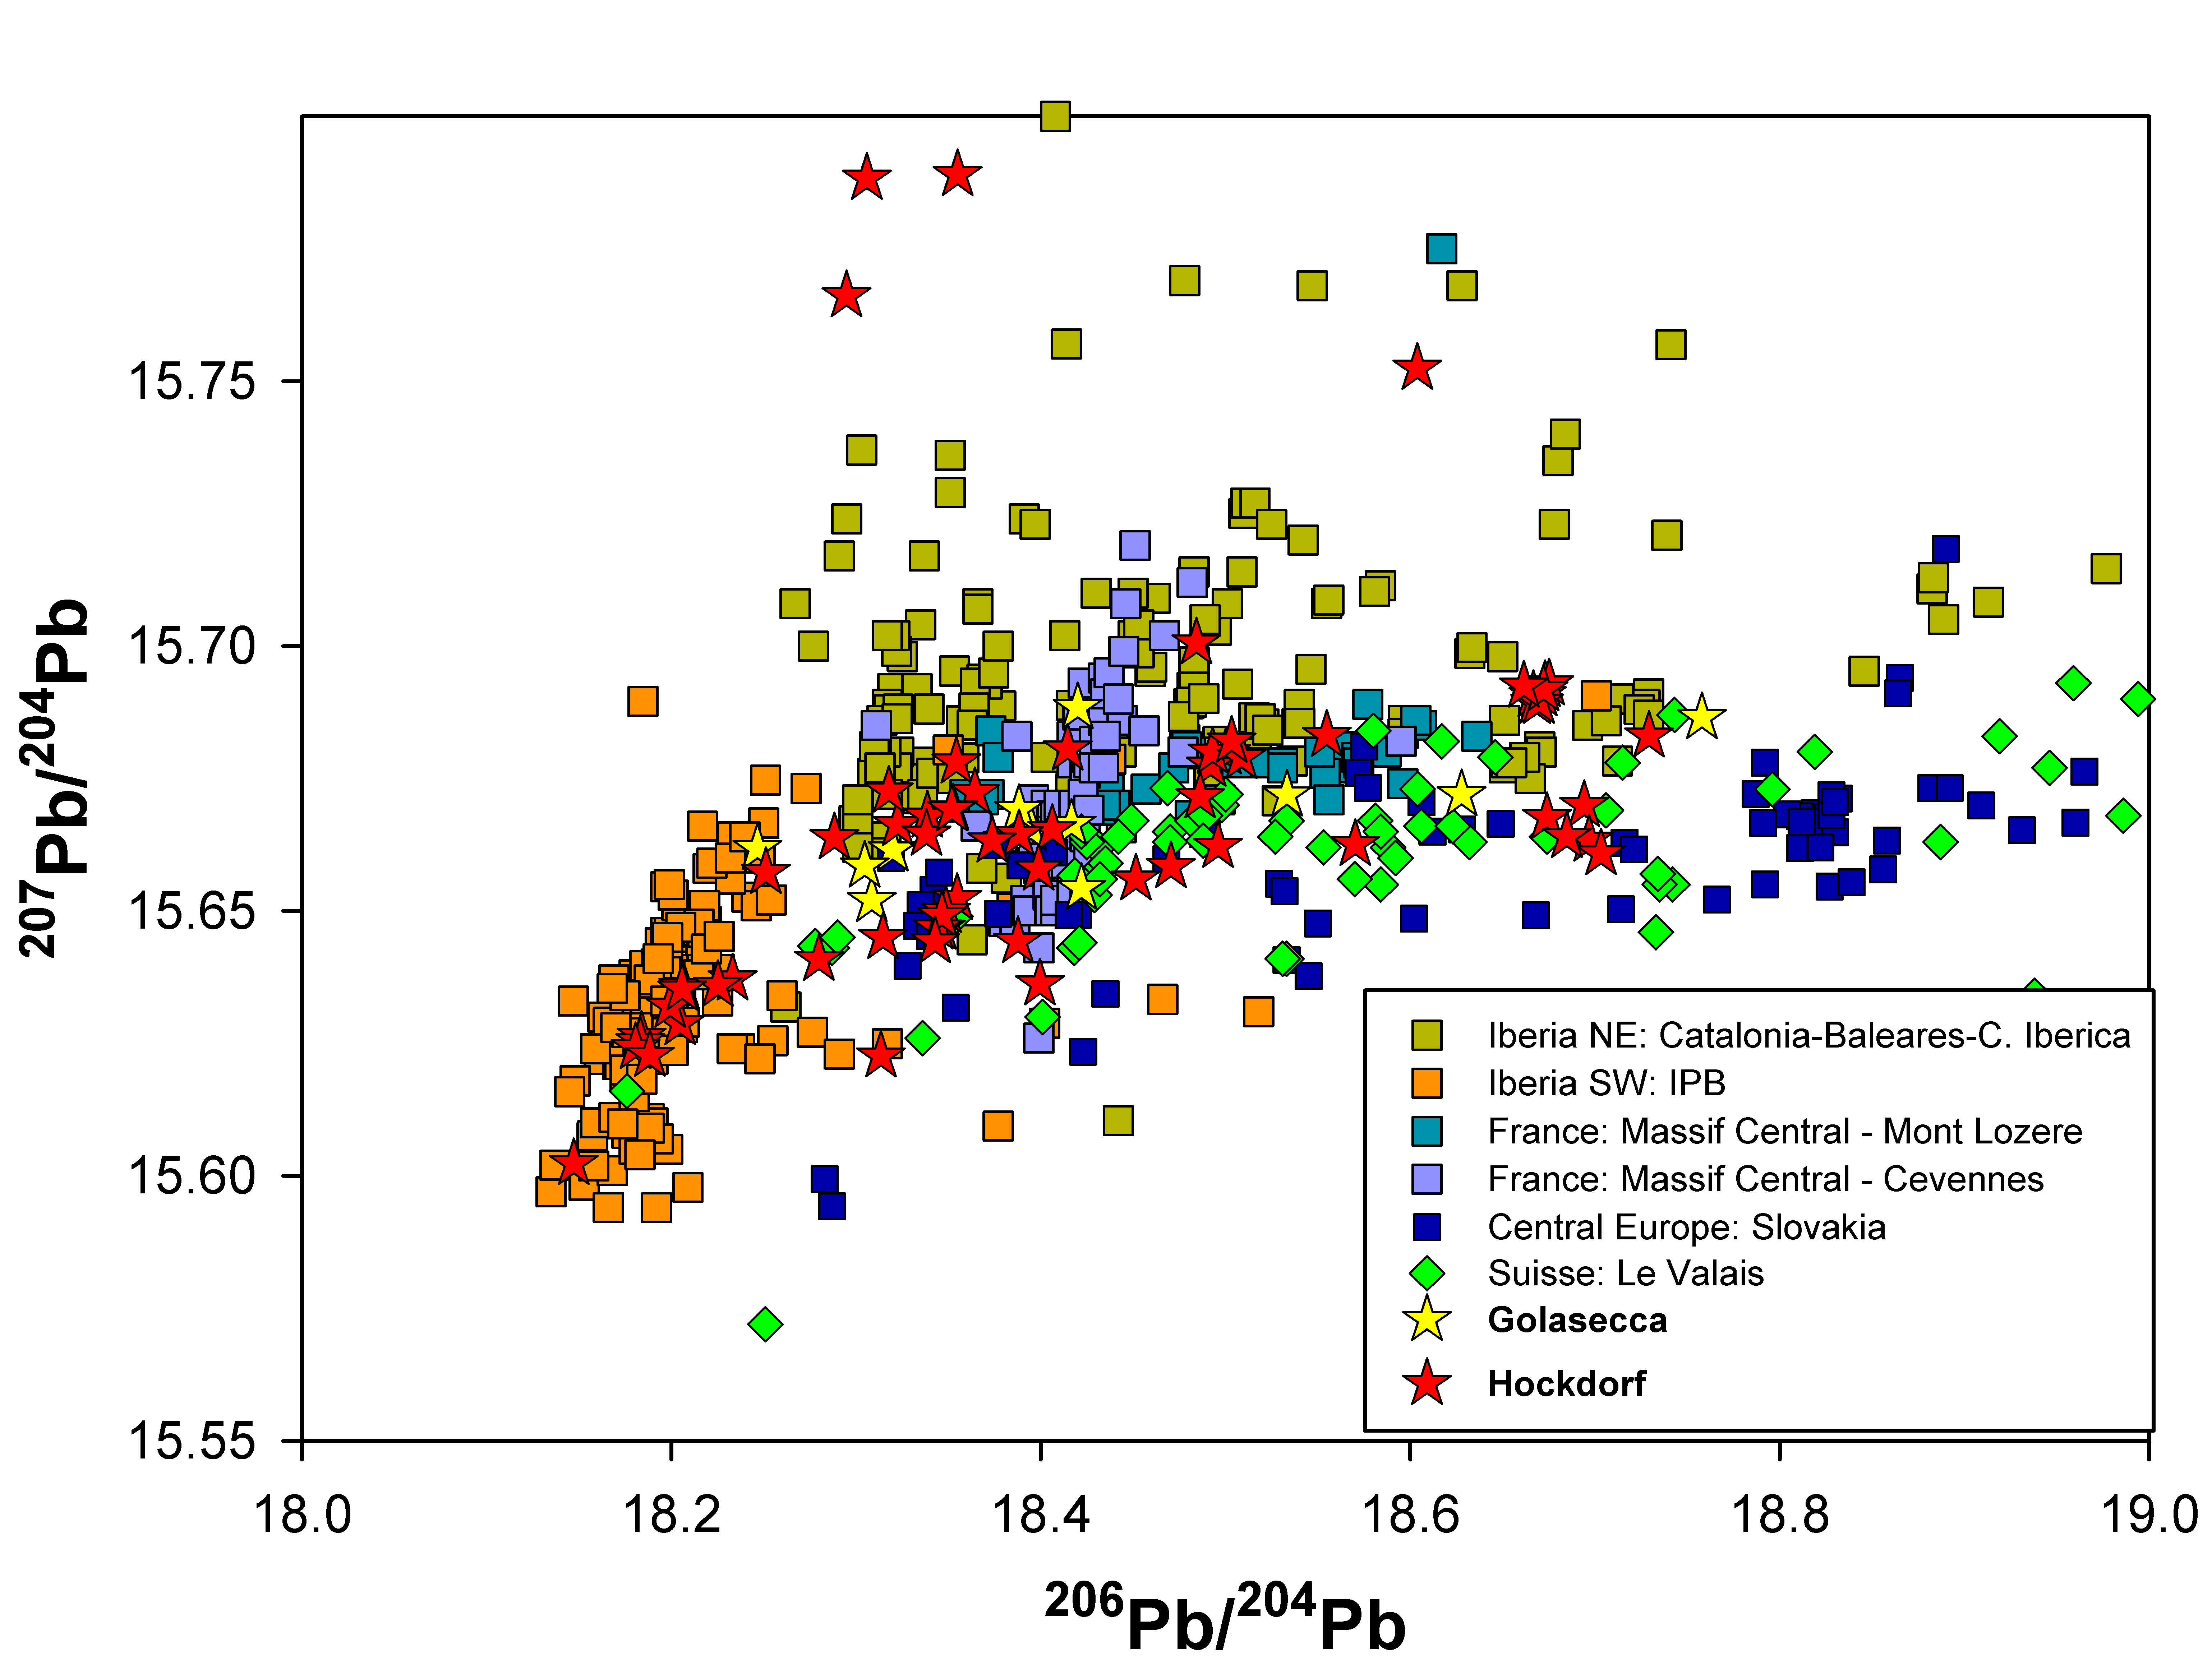 15.75
15.70
15.65
15.60
15.55
²⁰⁷Pb/²⁰⁴Pb
18.0 18.2 18.4 18.6 18.8 19.0
²⁰⁶Pb/²⁰⁴Pb
Iberia NE: Catalonia-Baleares-C. Iberica
Iberia SW: IPB
France: Massif Central - Mont Lozere
France: Massif Central - Cevennes
Central Europe: Slovakia
Suisse: Le Valais
Golasecca
Hockdorf